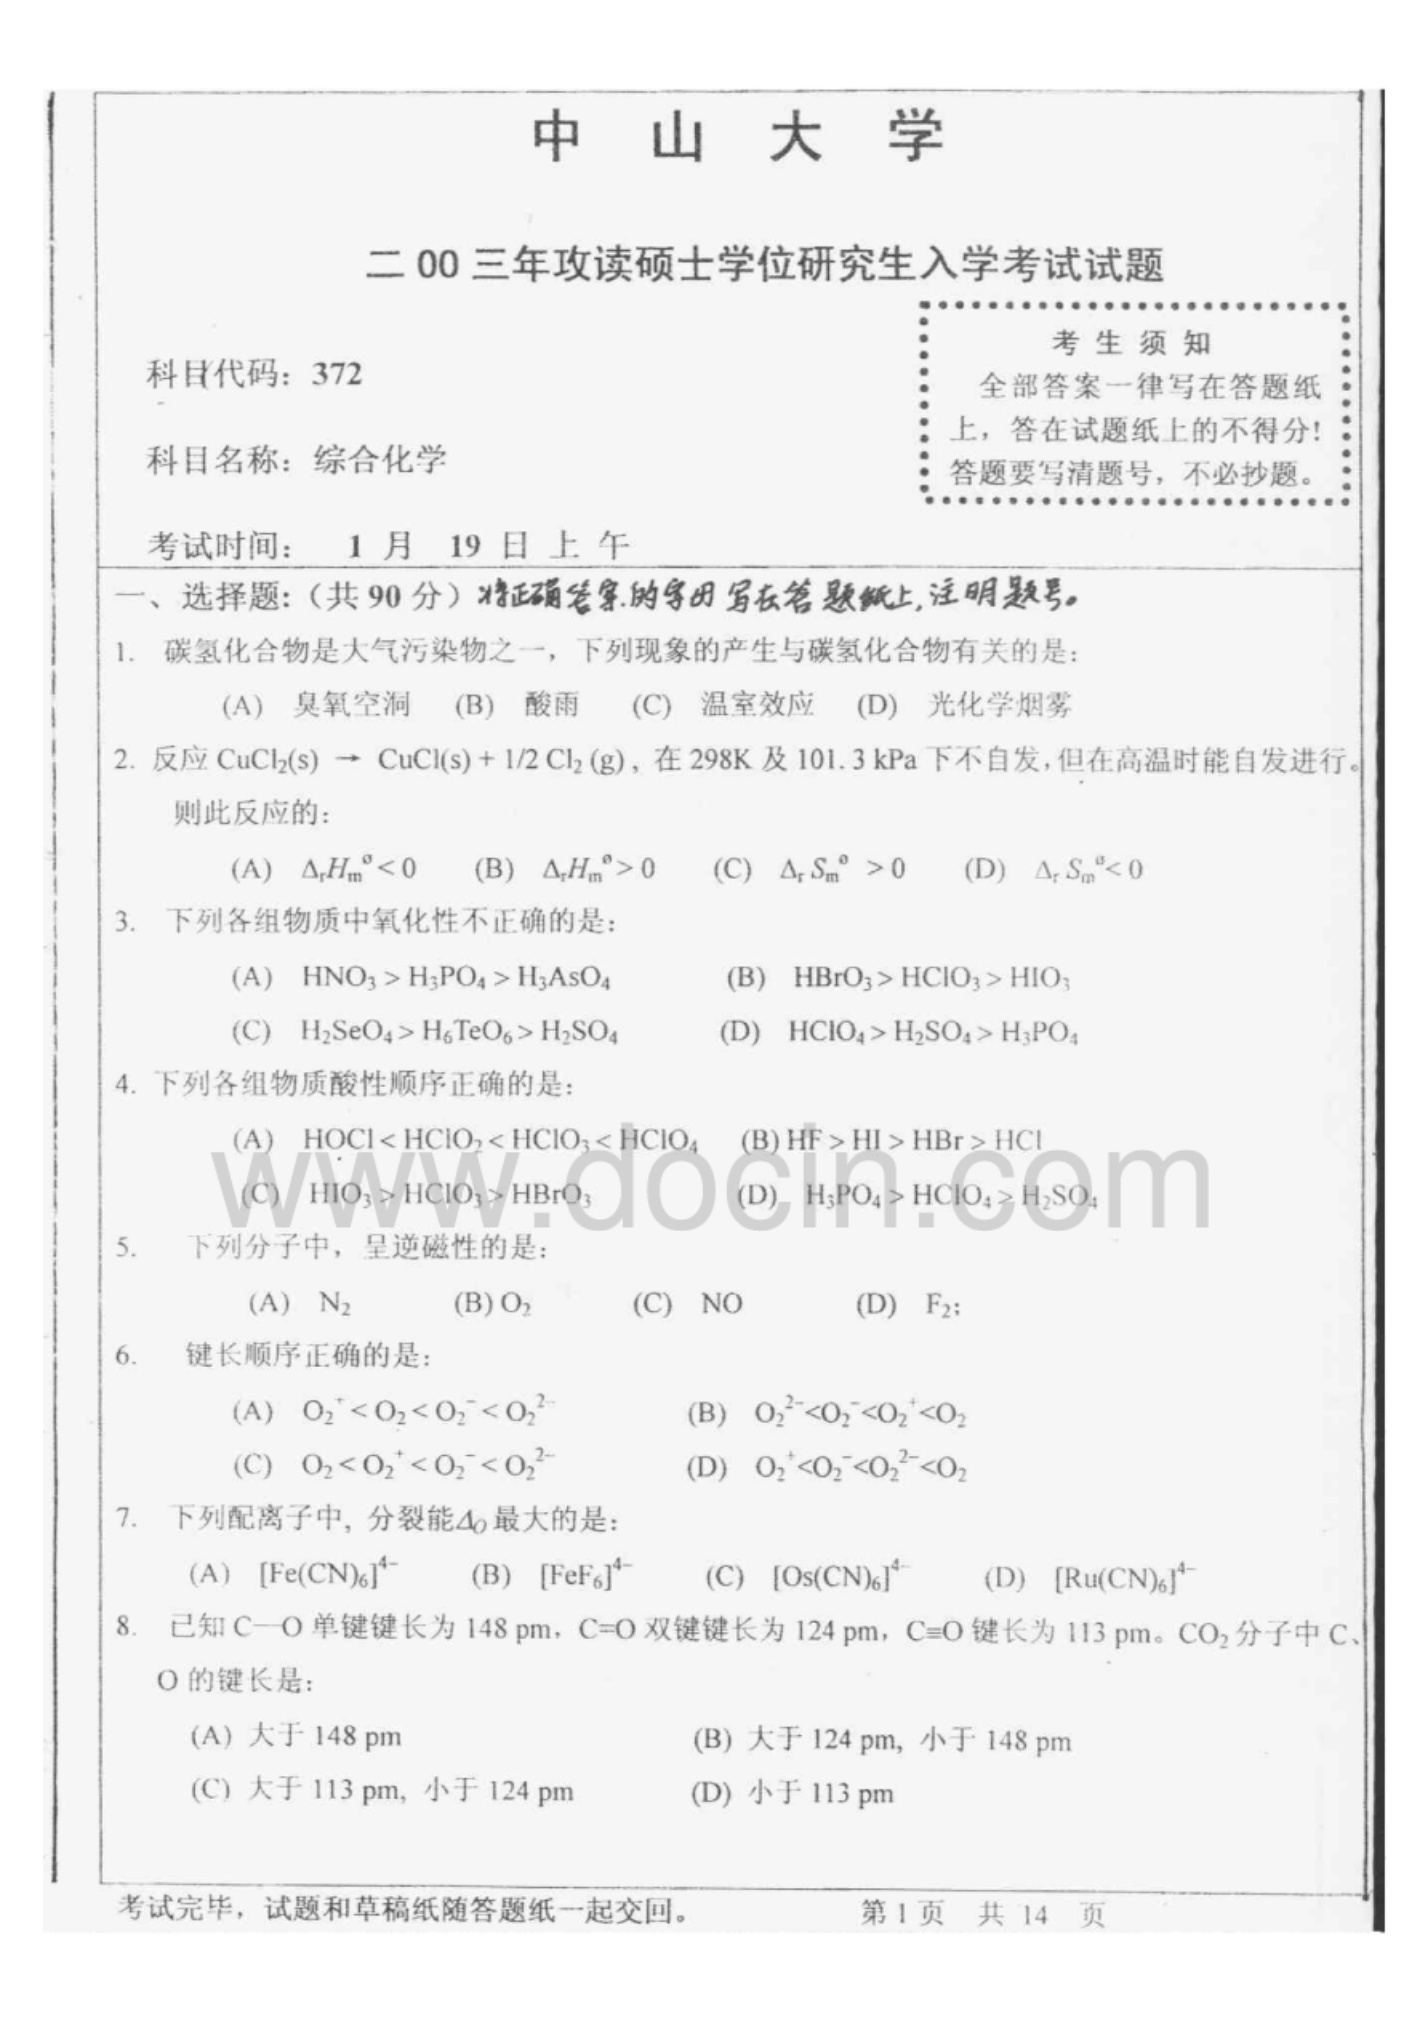 中 山 大 学
二00三年攻读硕士学位研究生入学考试试题
科目代码：372
科目名称：综合化学
考试时间： 1 月 19 日 上 午
考 生 须 知
全部答案一律写在答题纸
上，答在试题纸上的不得分！
答题要写清题号，不必抄题。
一、选择题:（共 90 分）将正确答案的字母写在答题纸上,注明题号。
1. 碳氢化合物是大气污染物之一，下列现象的产生与碳氢化合物有关的是：
(A) 臭氧空洞 (B) 酸雨 (C) 温室效应 (D) 光化学烟雾
2. 反应 CuCl₂(s) → CuCl(s) + 1/2 Cl₂ (g) , 在 298K 及 101.3 kPa 下不自发,但在高温时能自发进行。
则此反应的：
(A) ΔᵣHₘᶿ < 0 (B) ΔᵣHₘᶿ > 0 (C) Δᵣ Sₘᶿ > 0 (D) Δᵣ Sₘᶿ < 0
3. 下列各组物质中氧化性不正确的是：
(A) HNO₃ > H₃PO₄ > H₃AsO₄ (B) HBrO₃ > HClO₃ > HIO₃
(C) H₂SeO₄ > H₆TeO₆ > H₂SO₄ (D) HClO₄ > H₂SO₄ > H₃PO₄
4. 下列各组物质酸性顺序正确的是：
(A) HOCl < HClO₂ < HClO₃ < HClO₄ (B) HF > HI > HBr > HCl
(C) HIO₃ > HClO₃ > HBrO₃ (D) H₃PO₄ > HClO₄ > H₂SO₄
www.docin.com
5. 下列分子中，呈逆磁性的是：
(A) N₂ (B) O₂ (C) NO (D) F₂;
6. 键长顺序正确的是：
(A) O₂⁺ < O₂ < O₂⁻ < O₂²⁻ (B) O₂²⁻<O₂⁻<O₂⁺<O₂
(C) O₂ < O₂⁺ < O₂⁻ < O₂²⁻ (D) O₂⁺<O₂⁻<O₂²⁻<O₂
7. 下列配离子中, 分裂能Δ_O 最大的是：
(A) [Fe(CN)₆]⁴⁻ (B) [FeF₆]⁴⁻ (C) [Os(CN)₆]⁴⁻ (D) [Ru(CN)₆]⁴⁻
8. 已知 C—O 单键键长为 148 pm，C=O 双键键长为 124 pm，C≡O 键长为 113 pm。CO₂ 分子中 C、
O 的键长是：
(A) 大于 148 pm (B) 大于 124 pm, 小于 148 pm
(C) 大于 113 pm, 小于 124 pm (D) 小于 113 pm
考试完毕，试题和草稿纸随答题纸一起交回。 第 1 页 共 14 页